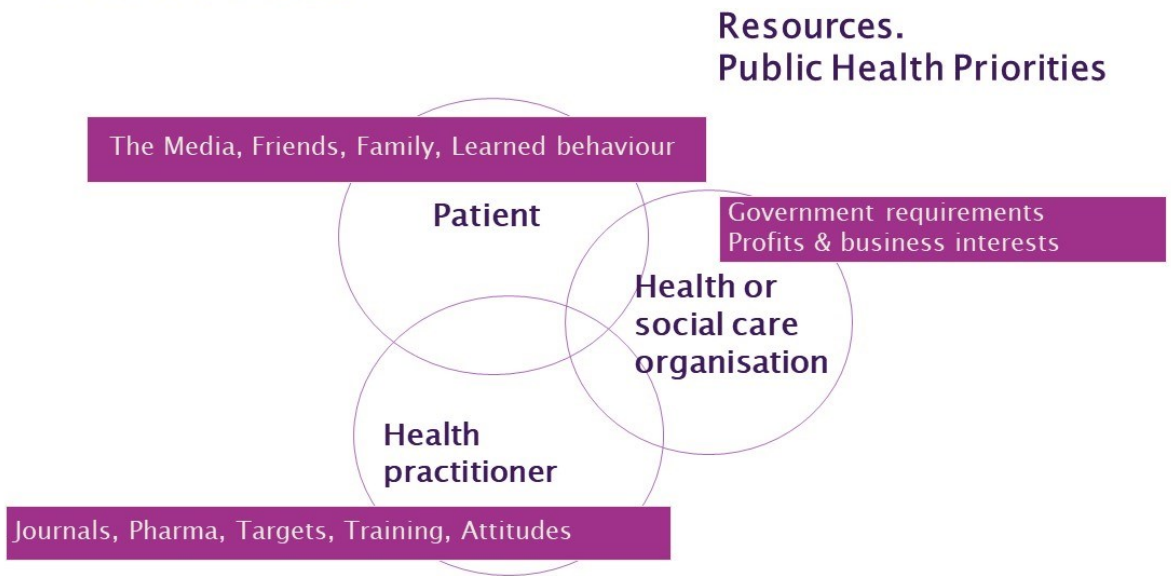 Resources.
Public Health Priorities
The Media, Friends, Family, Learned behaviour
Patient
Government requirements
Profits & business interests
Health or
social care
organisation
Health
practitioner
Journals, Pharma, Targets, Training, Attitudes